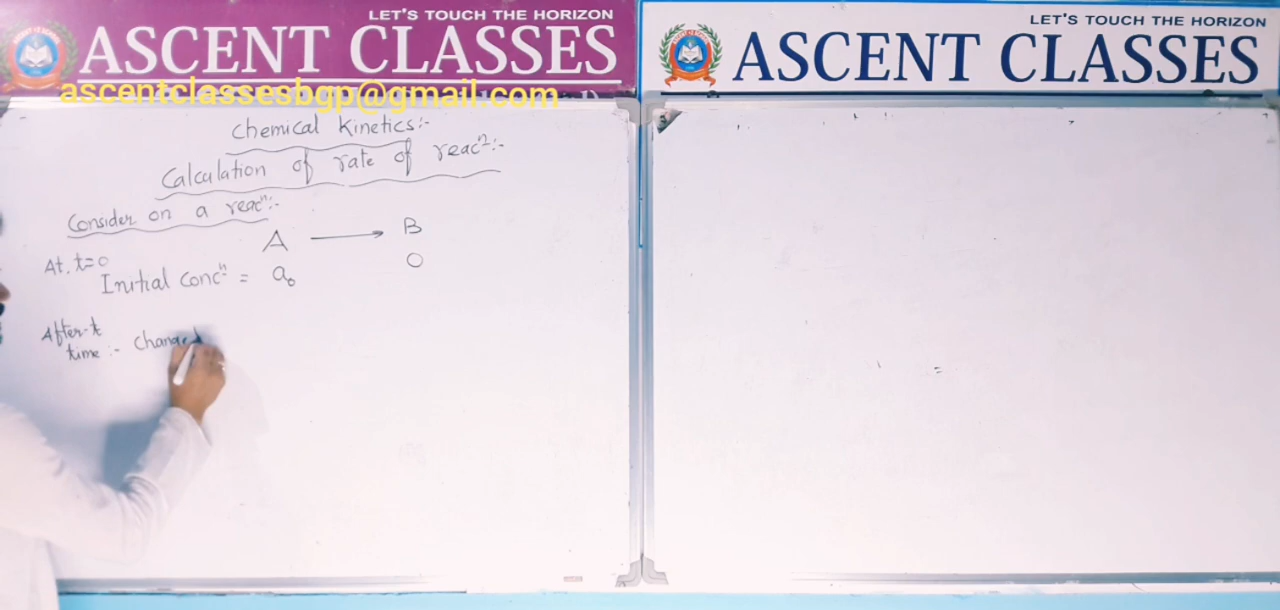 LET'S TOUCH THE HORIZON
ASCENT CLASSES
ascentclassesbgp@gmail.com
LET'S TOUCH THE HORIZON
ASCENT CLASSES
Chemical Kinetics:-
Calculation of rate of reacⁿ:-
Consider on a reacⁿ:-
A ⟶ B
At, t=0
Initial concⁿ = a₀ 0
After t
time :- Change